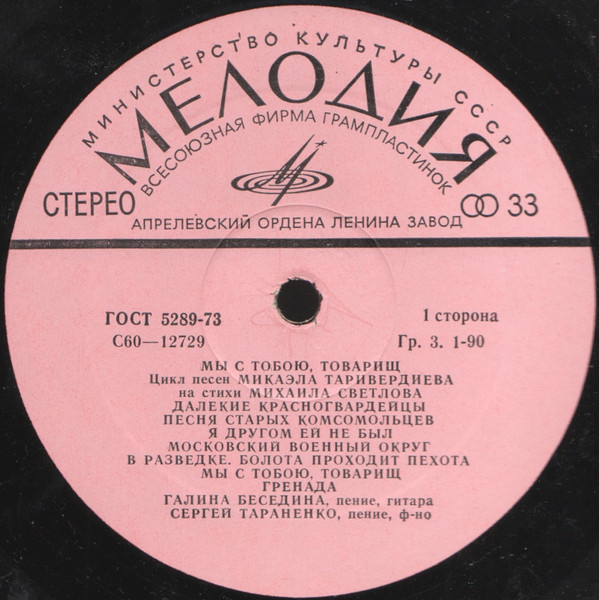 МИНИСТЕРСТВО КУЛЬТУРЫ СССР
МЕЛОДИЯ
ВСЕСОЮЗНАЯ ФИРМА ГРАМПЛАСТИНОК
СТЕРЕО 33
АПРЕЛЕВСКИЙ ОРДЕНА ЛЕНИНА ЗАВОД
ГОСТ 5289-73 1 сторона
С60—12729 Гр. 3. 1-90
МЫ С ТОБОЮ, ТОВАРИЩ
Цикл песен МИКАЭЛА ТАРИВЕРДИЕВА
на стихи МИХАИЛА СВЕТЛОВА
ДАЛЕКИЕ КРАСНОГВАРДЕЙЦЫ
ПЕСНЯ СТАРЫХ КОМСОМОЛЬЦЕВ
Я ДРУГОМ ЕЙ НЕ БЫЛ
МОСКОВСКИЙ ВОЕННЫЙ ОКРУГ
В РАЗВЕДКЕ. БОЛОТА ПРОХОДИТ ПЕХОТА
МЫ С ТОБОЮ, ТОВАРИЩ
ГРЕНАДА
ГАЛИНА БЕСЕДИНА, пение, гитара
СЕРГЕЙ ТАРАНЕНКО, пение, ф-но